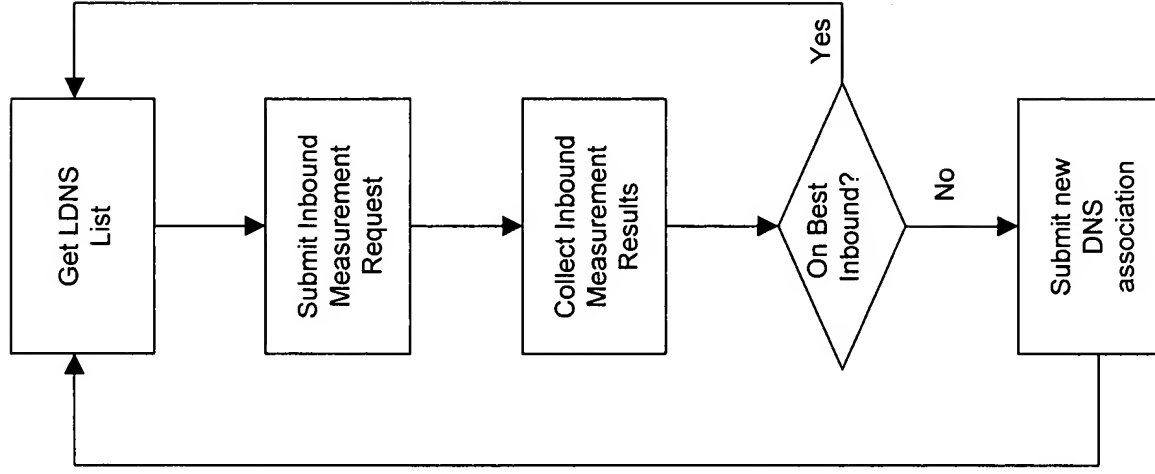 Get LDNS
List
Submit Inbound
Measurement
Request
Collect Inbound
Measurement
Results
On Best
Inbound?
Yes
No
Submit new
DNS
association